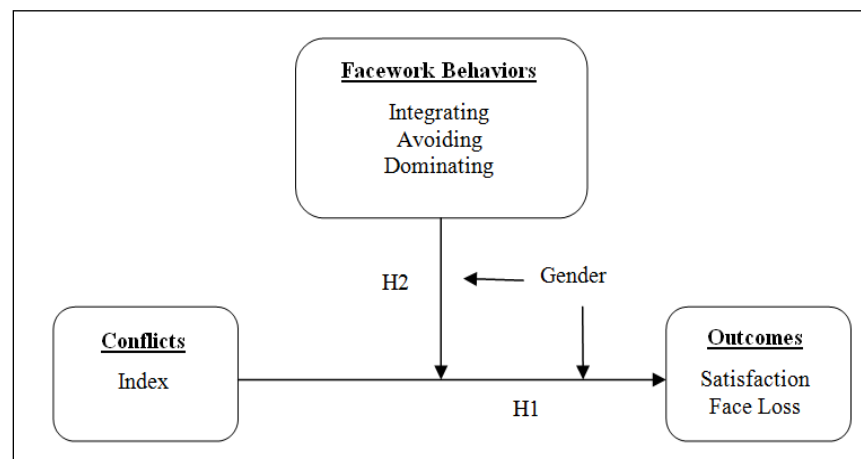 Facework Behaviors
Integrating
Avoiding
Dominating
H2
Gender
Conflicts
Index
Outcomes
Satisfaction
Face Loss
H1